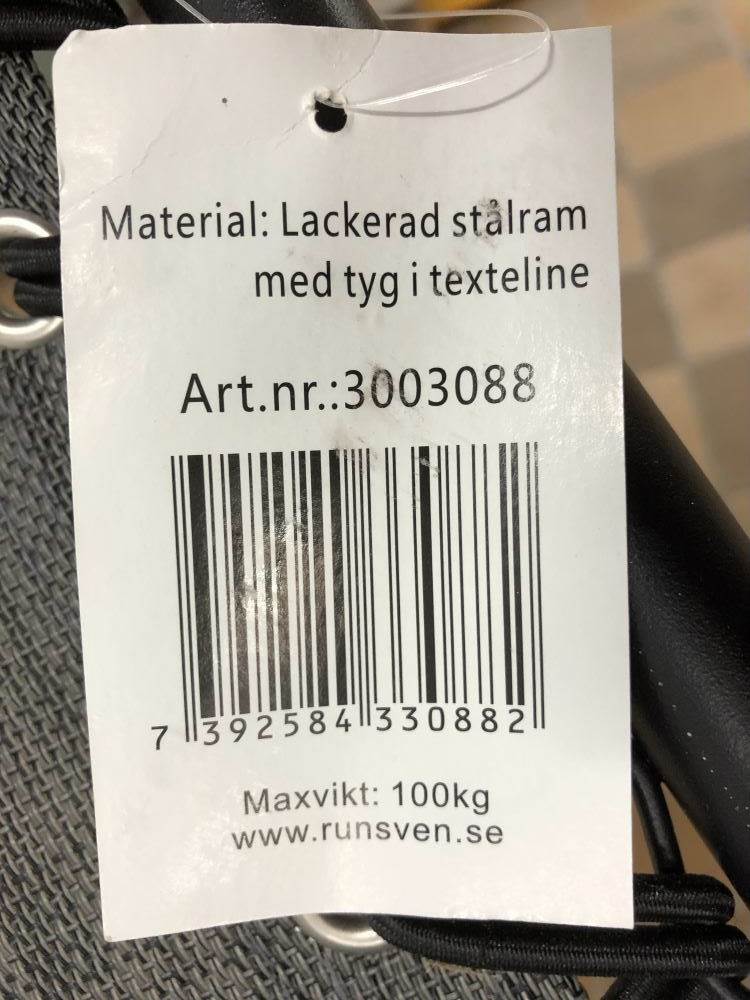 Material: Lackerad stålram
med tyg i texteline
Art.nr.:3003088
7 392584 330882
Maxvikt: 100kg
www.runsven.se